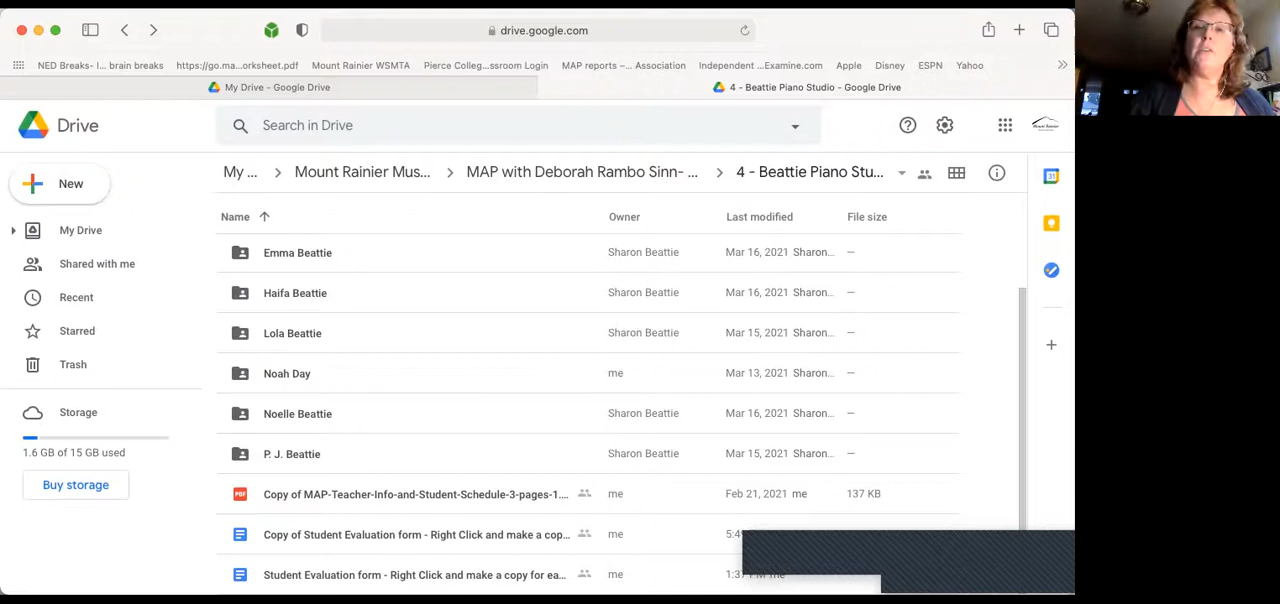 drive.google.com
NED Breaks- I... brain breaks https://go.ma...orksheet.pdf Mount Rainier WSMTA Pierce Colleg...ssroom Login MAP reports –... Association Independent ...Examine.com Apple Disney ESPN Yahoo
My Drive - Google Drive 4 - Beattie Piano Studio - Google Drive
Drive Search in Drive
New My ... Mount Rainier Mus... MAP with Deborah Rambo Sinn- ... 4 - Beattie Piano Stu...
My Drive
Shared with me
Recent
Starred
Trash
Storage
1.6 GB of 15 GB used
Buy storage
Name Owner Last modified File size
Emma Beattie Sharon Beattie Mar 16, 2021 Sharon... —
Haifa Beattie Sharon Beattie Mar 16, 2021 Sharon... —
Lola Beattie Sharon Beattie Mar 15, 2021 Sharon... —
Noah Day me Mar 13, 2021 Sharon... —
Noelle Beattie Sharon Beattie Mar 16, 2021 Sharon... —
P. J. Beattie Sharon Beattie Mar 15, 2021 Sharon... —
PDF Copy of MAP-Teacher-Info-and-Student-Schedule-3-pages-1.... me Feb 21, 2021 me 137 KB
Copy of Student Evaluation form - Right Click and make a cop... me
Student Evaluation form - Right Click and make a copy for ea... me
31